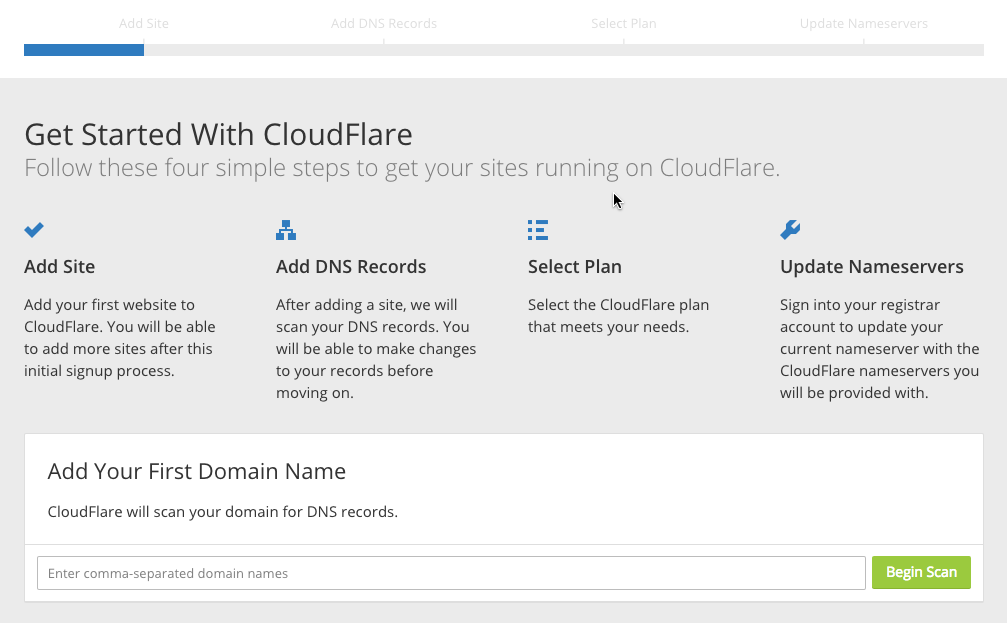 Add Site
Add DNS Records
Select Plan
Update Nameservers
Get Started With CloudFlare
Follow these four simple steps to get your sites running on CloudFlare.
Add Site
Add your first website to
CloudFlare. You will be able
to add more sites after this
initial signup process.
Add DNS Records
After adding a site, we will
scan your DNS records. You
will be able to make changes
to your records before
moving on.
Select Plan
Select the CloudFlare plan
that meets your needs.
Update Nameservers
Sign into your registrar
account to update your
current nameserver with the
CloudFlare nameservers you
will be provided with.
Add Your First Domain Name
CloudFlare will scan your domain for DNS records.
Enter comma-separated domain names
Begin Scan